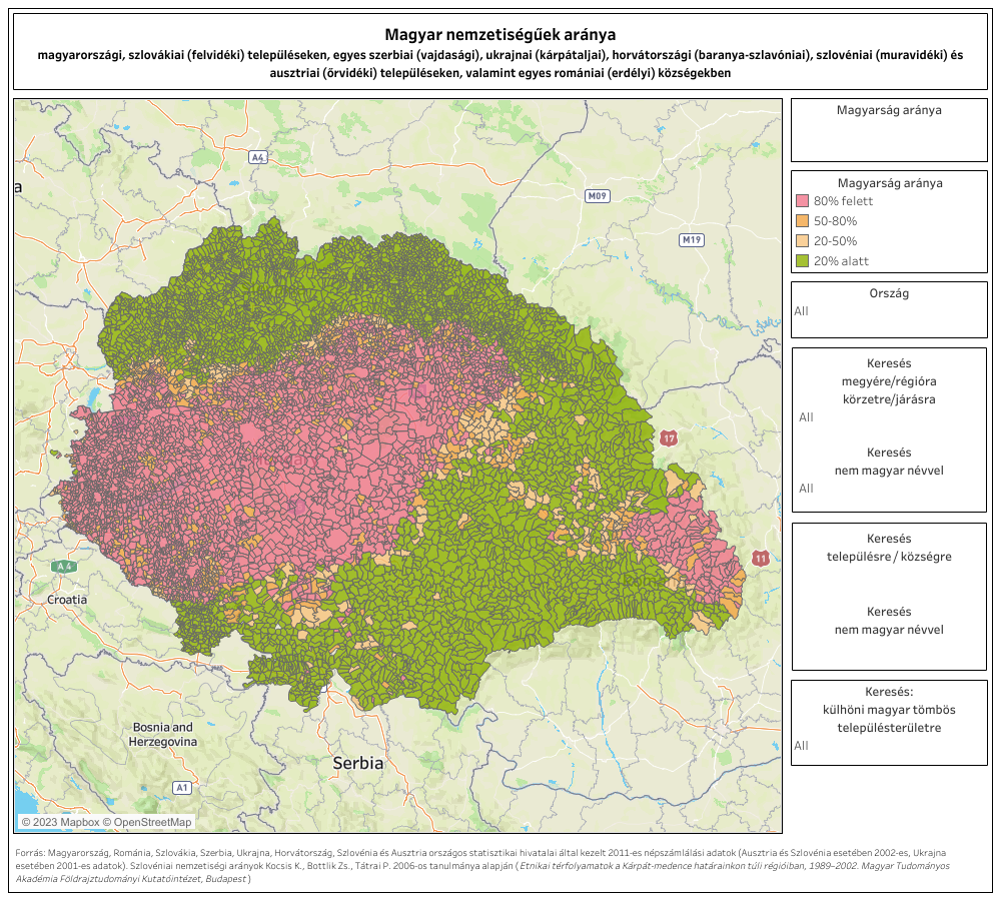 Magyar nemzetiségűek aránya
magyarországi, szlovákiai (felvidéki) településeken, egyes szerbiai (vajdasági), ukrajnai (kárpátaljai), horvátországi (baranya-szlavóniai), szlovéniai (muravidéki) és
ausztriai (őrvidéki) településeken, valamint egyes romániai (erdélyi) községekben
a
A4
M09
M19
17
11
A 4
Croatia
Bosnia and
Herzegovina
A1
Serbia
© 2023 Mapbox © OpenStreetMap
Magyarság aránya
Magyarság aránya
80% felett
50-80%
20-50%
20% alatt
Ország
All
Keresés
megyére/régióra
körzetre/járásra
All
Keresés
nem magyar névvel
All
Keresés
településre / községre
Keresés
nem magyar névvel
Keresés:
külhöni magyar tömbös
településterületre
All
Forrás: Magyarország, Románia, Szlovákia, Szerbia, Ukrajna, Horvátország, Szlovénia és Ausztria országos statisztikai hivatalai által kezelt 2011-es népszámlálási adatok (Ausztria és Szlovénia esetében 2002-es, Ukrajna
esetében 2001-es adatok). Szlovéniai nemzetiségi arányok Kocsis K., Bottlik Zs., Tátrai P. 2006-os tanulmánya alapján (Etnikai térfolyamatok a Kárpát-medence határainkon túli régióiban, 1989–2002. Magyar Tudományos
Akadémia Földrajztudományi Kutatóintézet, Budapest)